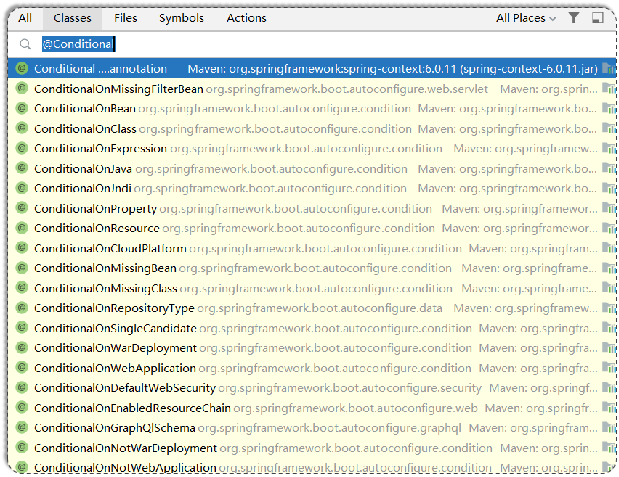 All Classes Files Symbols Actions All Places
@Conditional
Conditional ....annotation Maven: org.springframework:spring-context:6.0.11 (spring-context-6.0.11.jar)
ConditionalOnMissingFilterBean org.springframework.boot.autoconfigure.web.servlet Maven: org.sprin...
ConditionalOnBean org.springframework.boot.autoconfigure.condition Maven: org.springframework.bo...
ConditionalOnClass org.springframework.boot.autoconfigure.condition Maven: org.springframework.bo...
ConditionalOnExpression org.springframework.boot.autoconfigure.condition Maven: org.springframew...
ConditionalOnJava org.springframework.boot.autoconfigure.condition Maven: org.springframework.bo...
ConditionalOnJndi org.springframework.boot.autoconfigure.condition Maven: org.springframework.bo...
ConditionalOnProperty org.springframework.boot.autoconfigure.condition Maven: org.springframewor...
ConditionalOnResource org.springframework.boot.autoconfigure.condition Maven: org.springframewor...
ConditionalOnCloudPlatform org.springframework.boot.autoconfigure.condition Maven: org.springfram...
ConditionalOnMissingBean org.springframework.boot.autoconfigure.condition Maven: org.springframe...
ConditionalOnMissingClass org.springframework.boot.autoconfigure.condition Maven: org.springfram...
ConditionalOnRepositoryType org.springframework.boot.autoconfigure.data Maven: org.springframew...
ConditionalOnSingleCandidate org.springframework.boot.autoconfigure.condition Maven: org.springfra...
ConditionalOnWarDeployment org.springframework.boot.autoconfigure.condition Maven: org.springfra...
ConditionalOnWebApplication org.springframework.boot.autoconfigure.condition Maven: org.springfra...
ConditionalOnDefaultWebSecurity org.springframework.boot.autoconfigure.security Maven: org.spring...
ConditionalOnEnabledResourceChain org.springframework.boot.autoconfigure.web Maven: org.spring...
ConditionalOnGraphQlSchema org.springframework.boot.autoconfigure.graphql Maven: org.springfra...
ConditionalOnNotWarDeployment org.springframework.boot.autoconfigure.condition Maven: org.spri...
ConditionalOnNotWebApplication org.springframework.boot.autoconfigure.condition Maven: org.sprin...